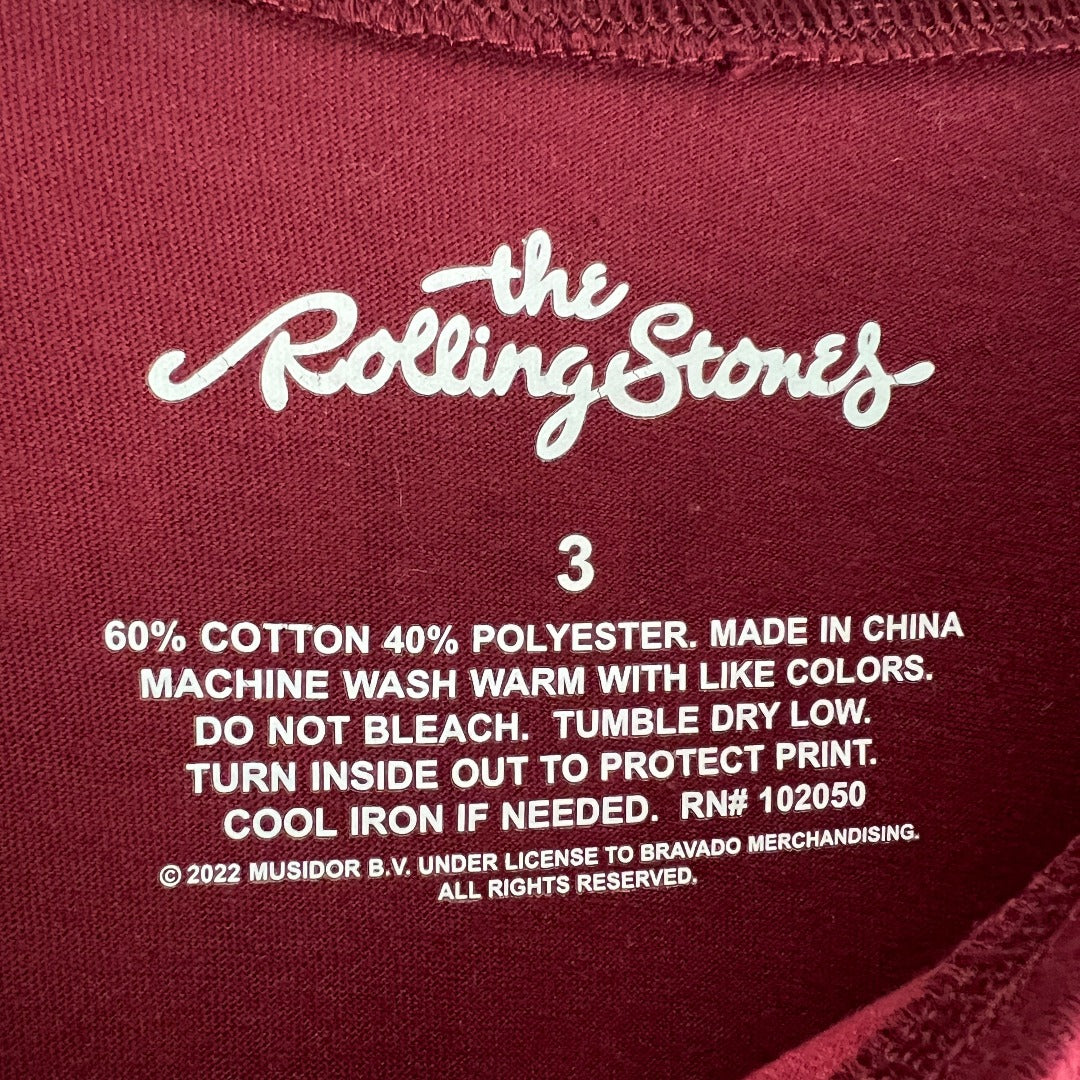 the
Rolling Stones
3
60% COTTON 40% POLYESTER. MADE IN CHINA
MACHINE WASH WARM WITH LIKE COLORS.
DO NOT BLEACH. TUMBLE DRY LOW.
TURN INSIDE OUT TO PROTECT PRINT.
COOL IRON IF NEEDED. RN# 102050
© 2022 MUSIDOR B.V. UNDER LICENSE TO BRAVADO MERCHANDISING.
ALL RIGHTS RESERVED.